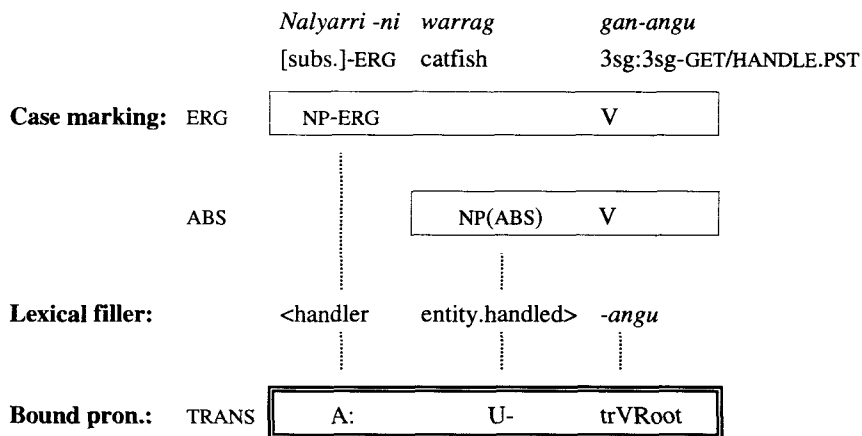 Nalyarri -ni warrag gan-angu
[subs.]-ERG catfish 3sg:3sg-GET/HANDLE.PST
Case marking: ERG NP-ERG V
ABS NP(ABS) V
Lexical filler: <handler entity.handled> -angu
Bound pron.: TRANS A: U- trVRoot